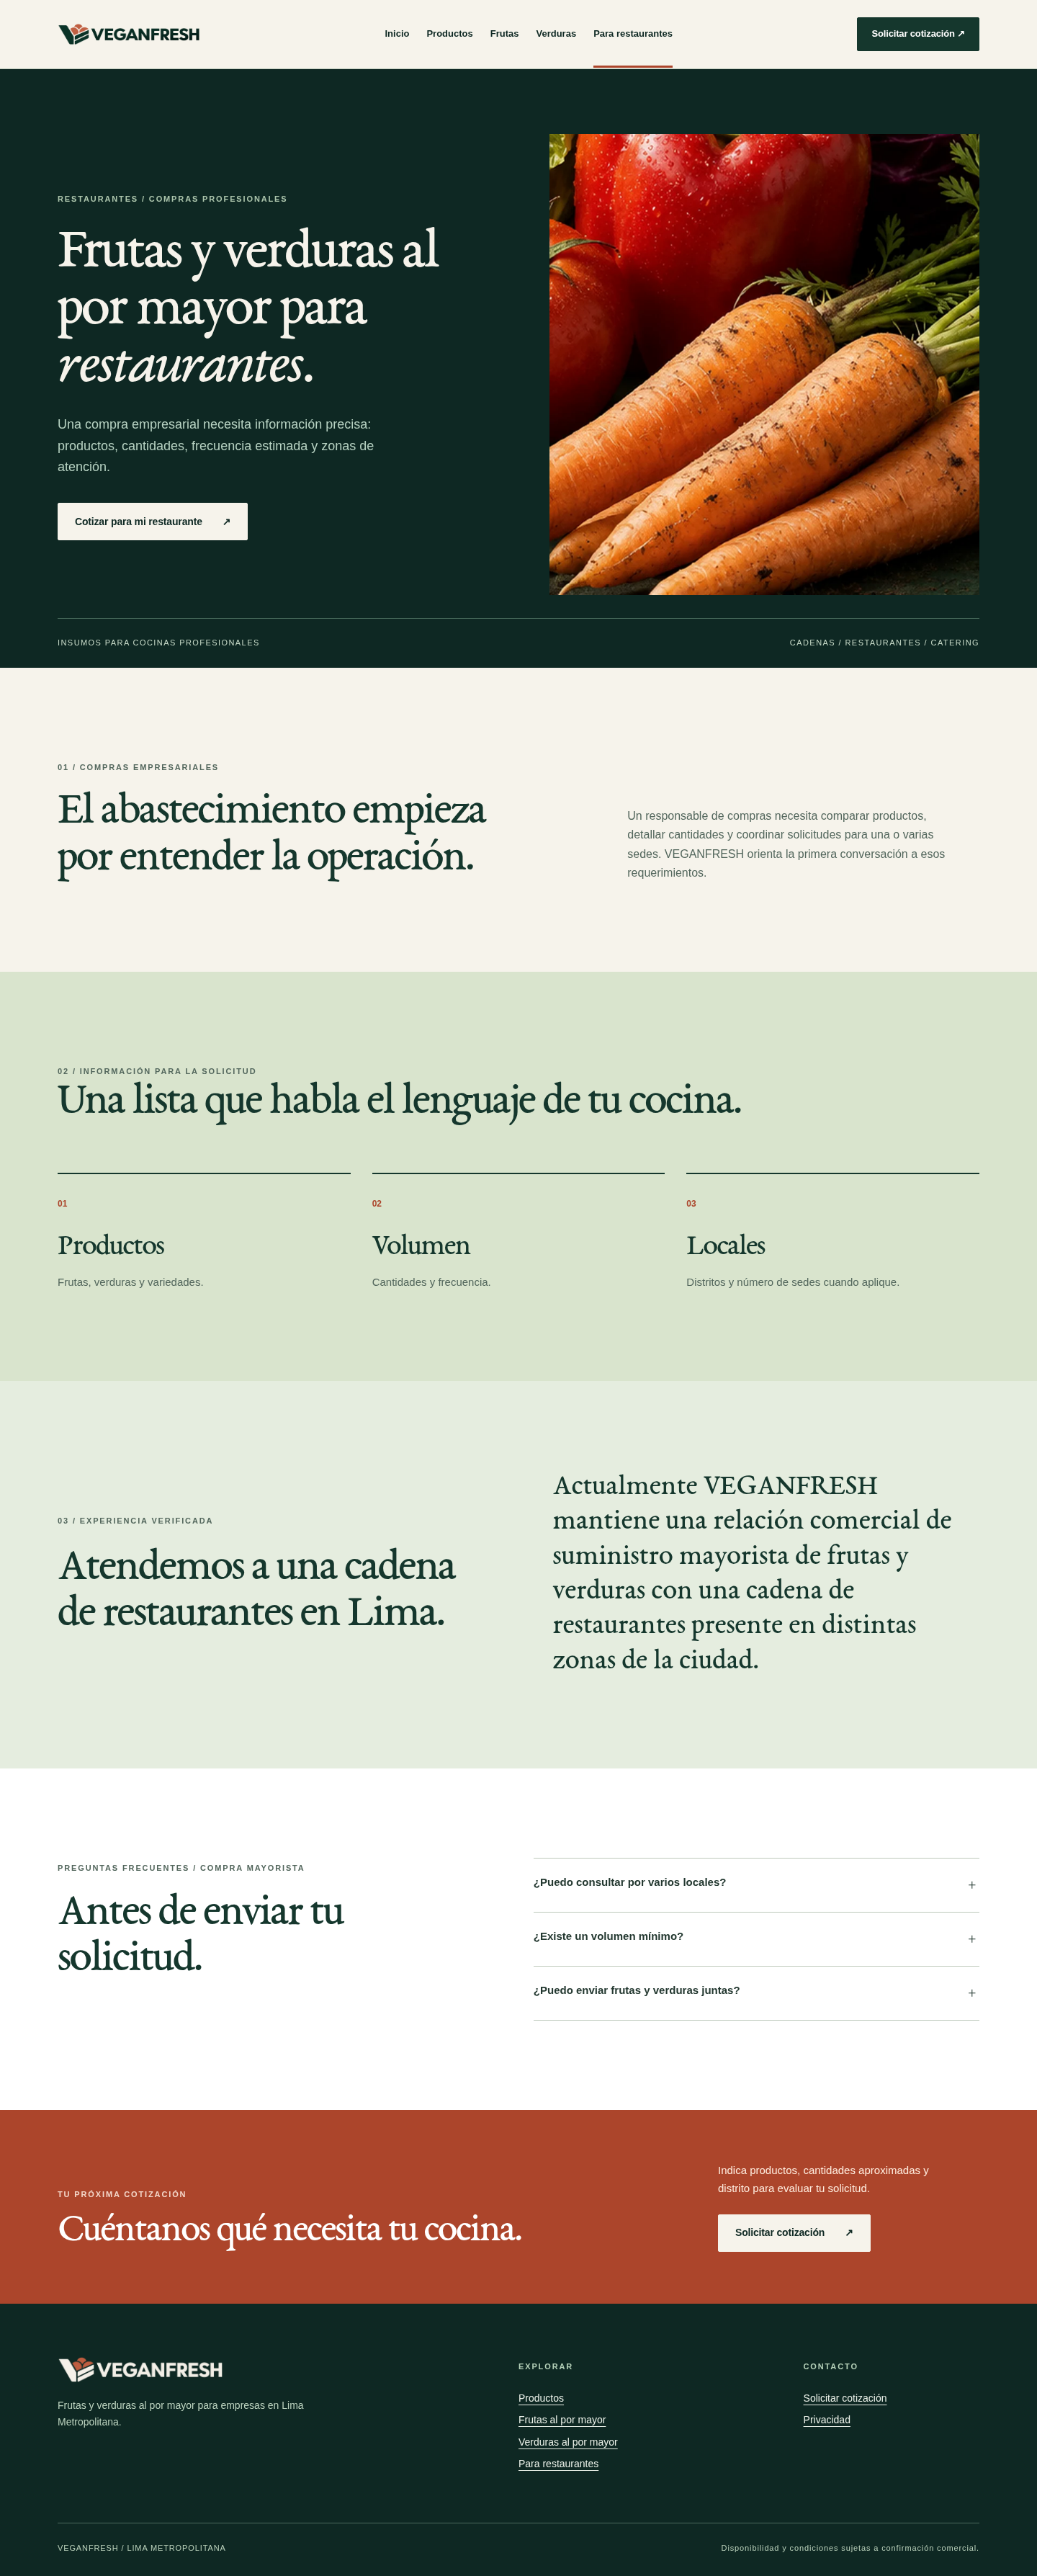 VEGANFRESH
Inicio Productos Frutas Verduras Para restaurantes
Solicitar cotización ↗
RESTAURANTES / COMPRAS PROFESIONALES
Frutas y verduras al
por mayor para
restaurantes.
Una compra empresarial necesita información precisa:
productos, cantidades, frecuencia estimada y zonas de
atención.
Cotizar para mi restaurante ↗
INSUMOS PARA COCINAS PROFESIONALES
CADENAS / RESTAURANTES / CATERING
01 / COMPRAS EMPRESARIALES
El abastecimiento empieza
por entender la operación.
Un responsable de compras necesita comparar productos,
detallar cantidades y coordinar solicitudes para una o varias
sedes. VEGANFRESH orienta la primera conversación a esos
requerimientos.
02 / INFORMACIÓN PARA LA SOLICITUD
Una lista que habla el lenguaje de tu cocina.
01
Productos
Frutas, verduras y variedades.
02
Volumen
Cantidades y frecuencia.
03
Locales
Distritos y número de sedes cuando aplique.
03 / EXPERIENCIA VERIFICADA
Atendemos a una cadena
de restaurantes en Lima.
Actualmente VEGANFRESH
mantiene una relación comercial de
suministro mayorista de frutas y
verduras con una cadena de
restaurantes presente en distintas
zonas de la ciudad.
PREGUNTAS FRECUENTES / COMPRA MAYORISTA
Antes de enviar tu
solicitud.
¿Puedo consultar por varios locales? +
¿Existe un volumen mínimo? +
¿Puedo enviar frutas y verduras juntas? +
TU PRÓXIMA COTIZACIÓN
Cuéntanos qué necesita tu cocina.
Indica productos, cantidades aproximadas y
distrito para evaluar tu solicitud.
Solicitar cotización ↗
VEGANFRESH
Frutas y verduras al por mayor para empresas en Lima
Metropolitana.
EXPLORAR
Productos
Frutas al por mayor
Verduras al por mayor
Para restaurantes
CONTACTO
Solicitar cotización
Privacidad
VEGANFRESH / LIMA METROPOLITANA
Disponibilidad y condiciones sujetas a confirmación comercial.